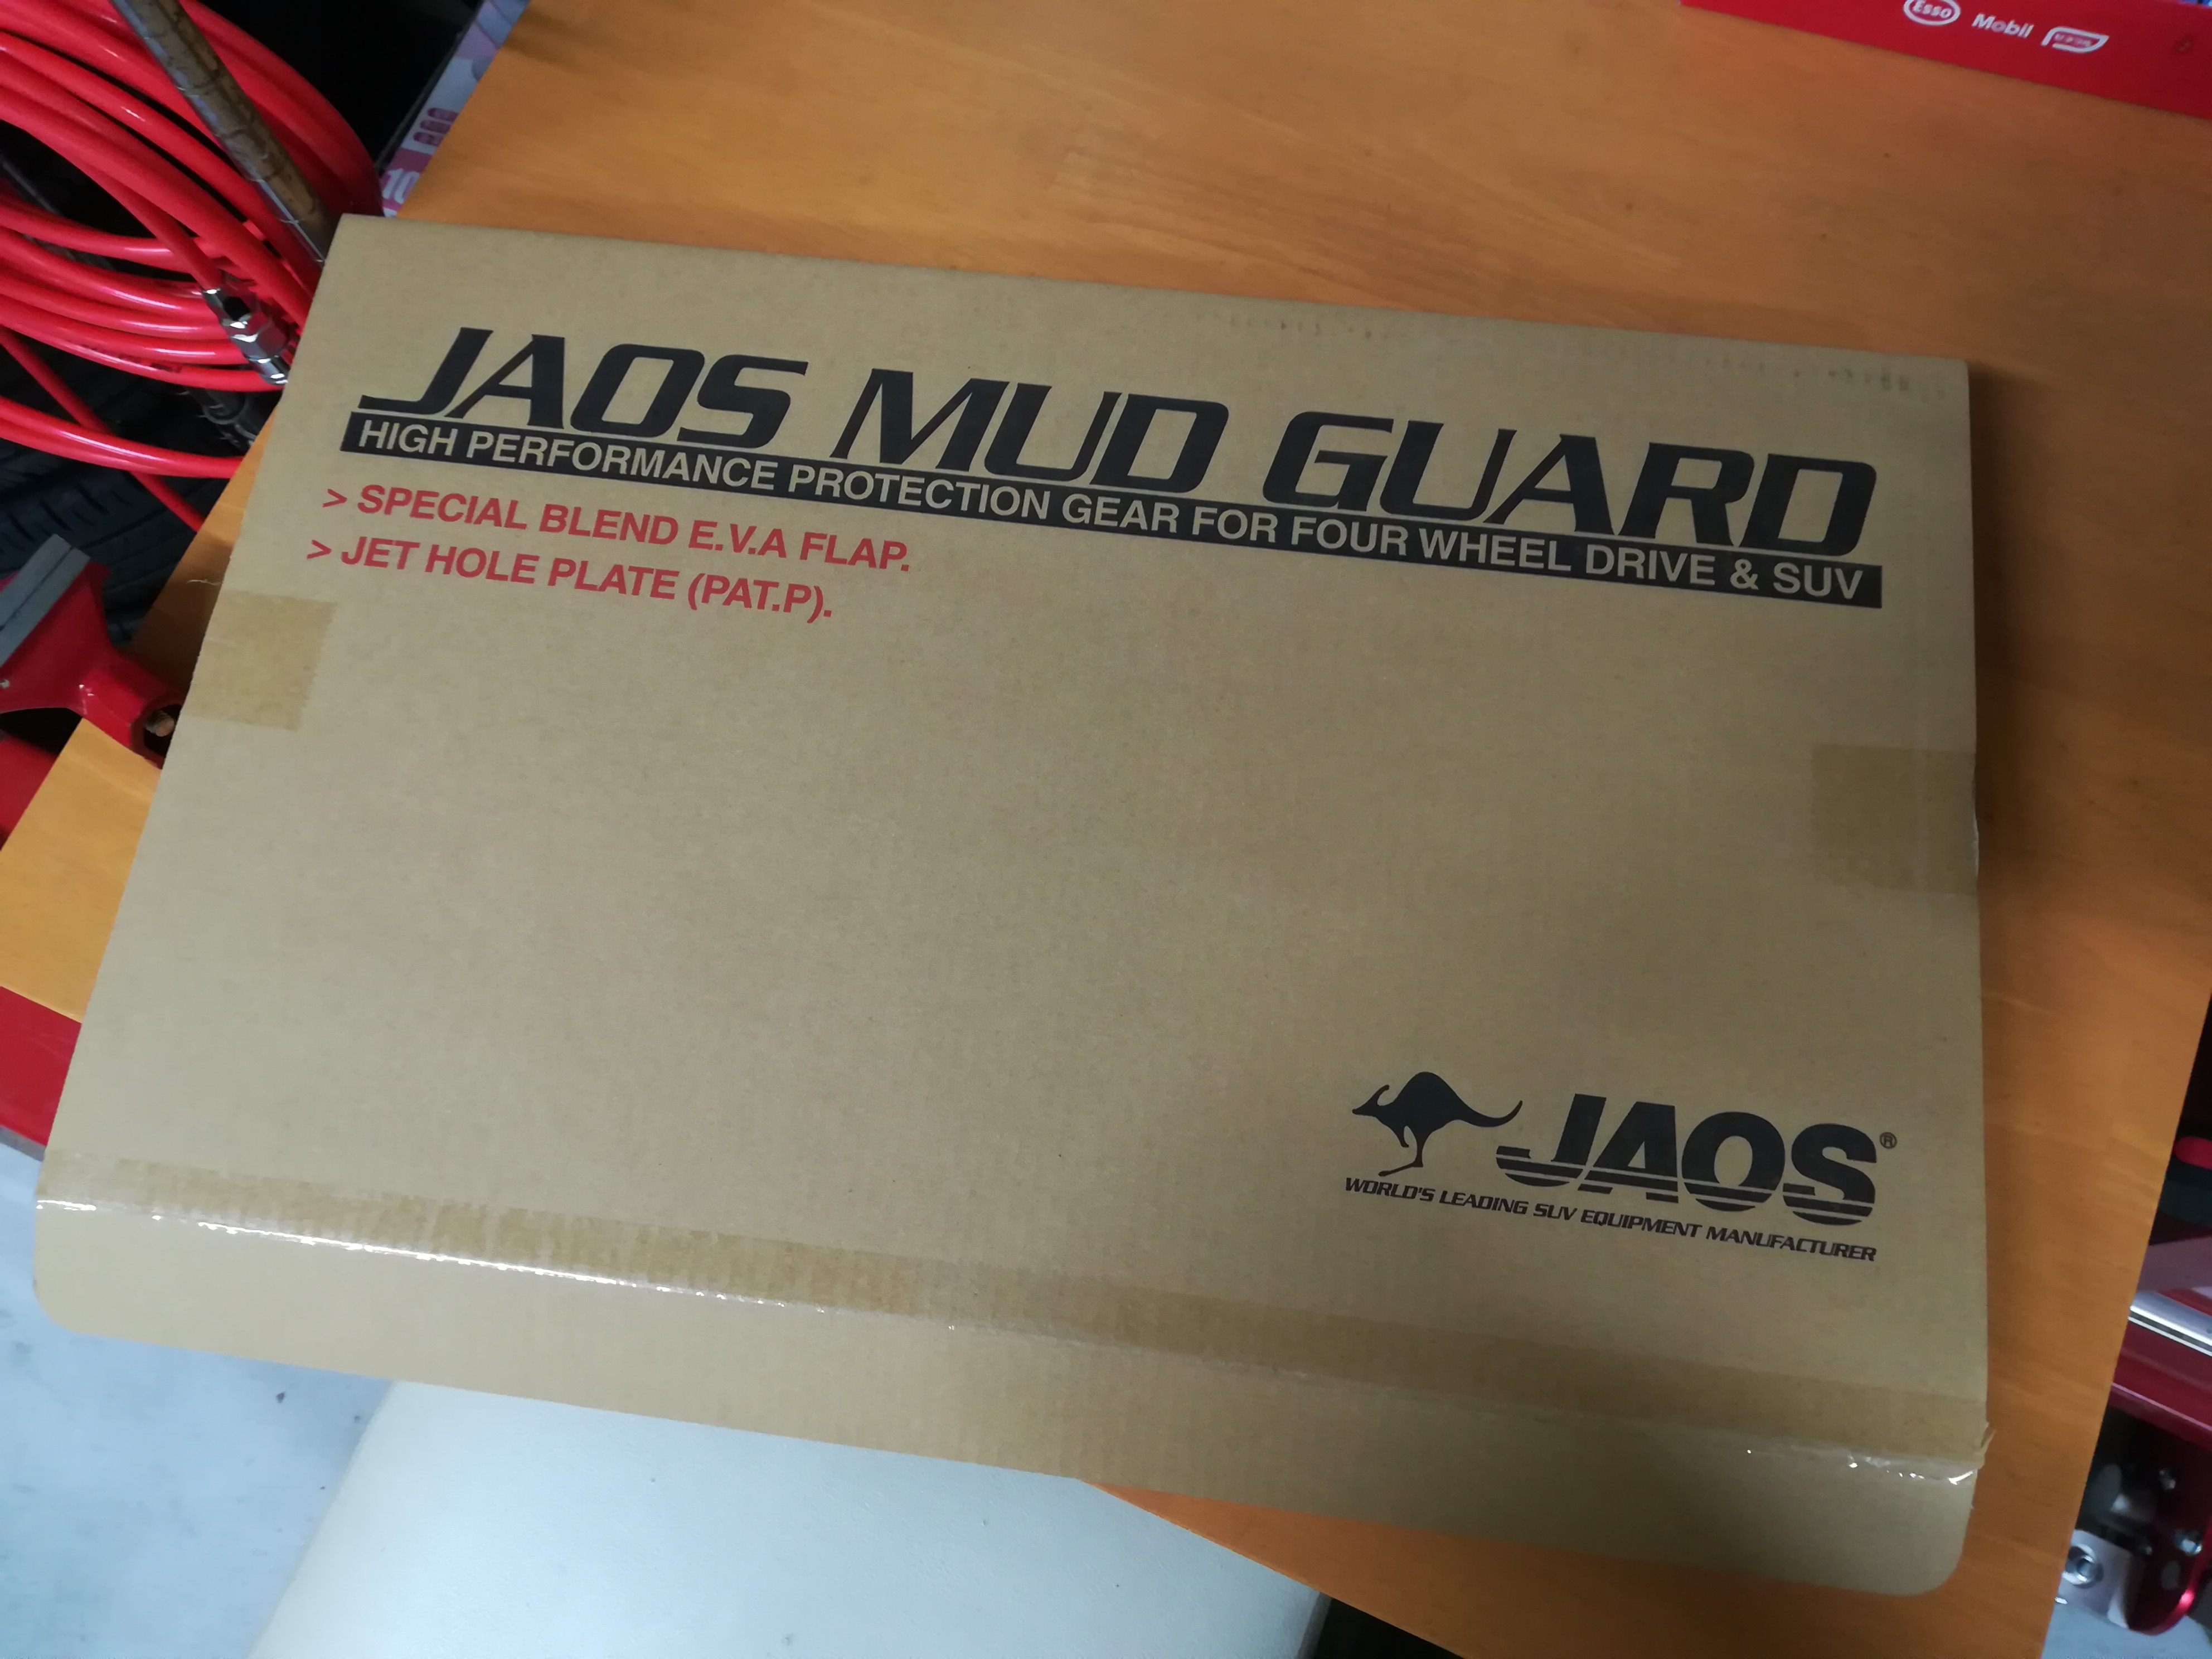 Esso Mobil
10
JAOS MUD GUARD
HIGH PERFORMANCE PROTECTION GEAR FOR FOUR WHEEL DRIVE & SUV
> SPECIAL BLEND E.V.A FLAP.
> JET HOLE PLATE (PAT.P).
JAOS®
WORLD'S LEADING SUV EQUIPMENT MANUFACTURER